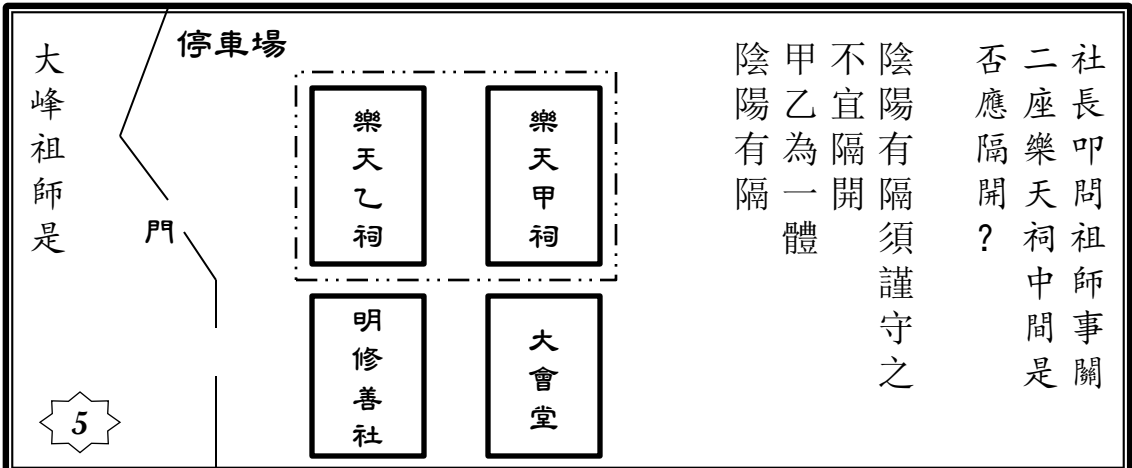 社長叩問祖師事關
二座樂天祠中間是
否應隔開？
陰陽有隔須謹守之
不宜隔開
甲乙為一體
陰陽有隔
樂天甲祠
樂天乙祠
大會堂
明修善社
停車場
門
大峰祖師是
5